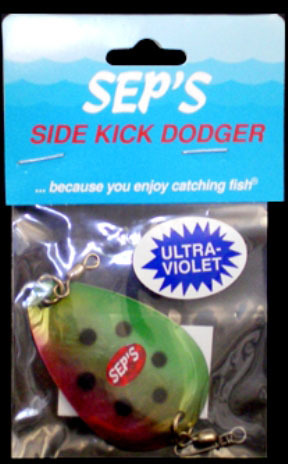 SEP'S
SIDE KICK DODGER
... because you enjoy catching fish®
ULTRA-
VIOLET
SEP'S